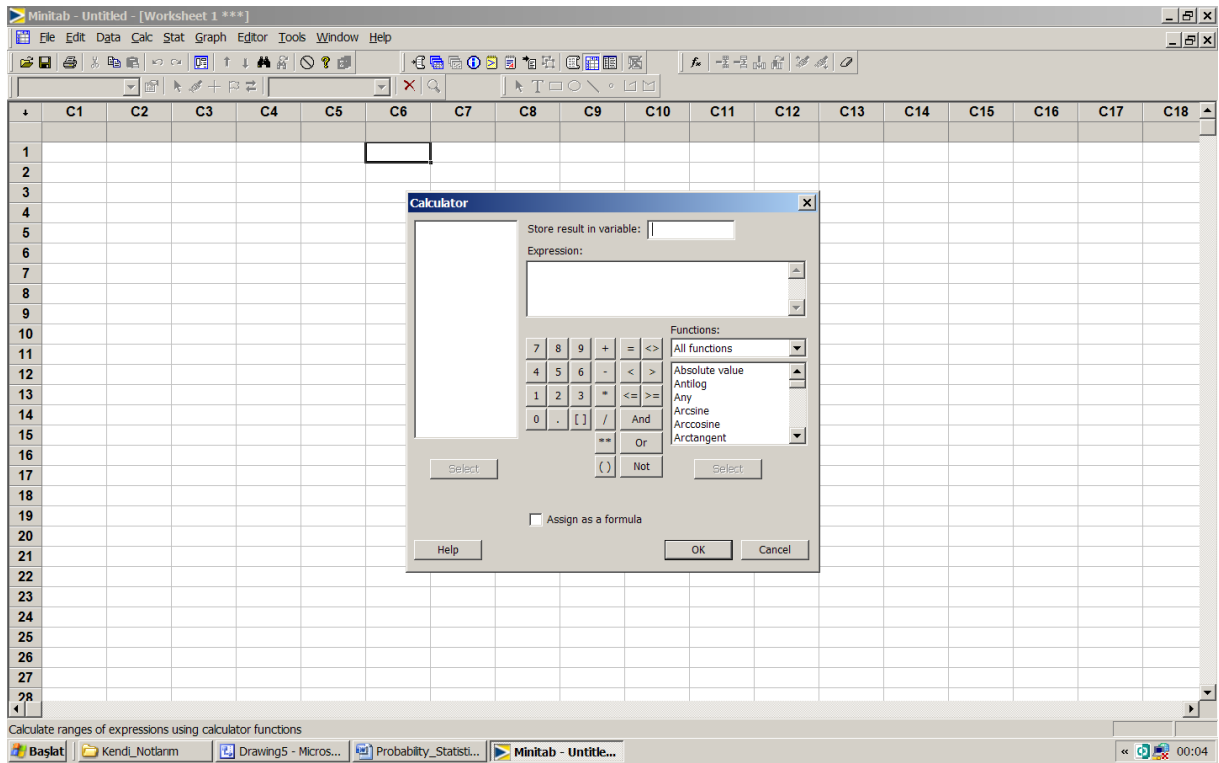 Minitab - Untitled - [Worksheet 1 ***]
File Edit Data Calc Stat Graph Editor Tools Window Help
C1 C2 C3 C4 C5 C6 C7 C8 C9 C10 C11 C12 C13 C14 C15 C16 C17 C18
1
2
3
4
5
6
7
8
9
10
11
12
13
14
15
16
17
18
19
20
21
22
23
24
25
26
27
28
Calculator
Store result in variable:
Expression:
Functions:
7 8 9 + = <> All functions
4 5 6 - < > Absolute value
Antilog
1 2 3 * <= >= Any
Arcsine
0 . [ ] / And Arccosine
** Or Arctangent
Select ( ) Not Select
Assign as a formula
Help OK Cancel
Calculate ranges of expressions using calculator functions
Başlat Kendi_Notlarım Drawing5 - Micros... Probability_Statisti... Minitab - Untitle... « 00:04